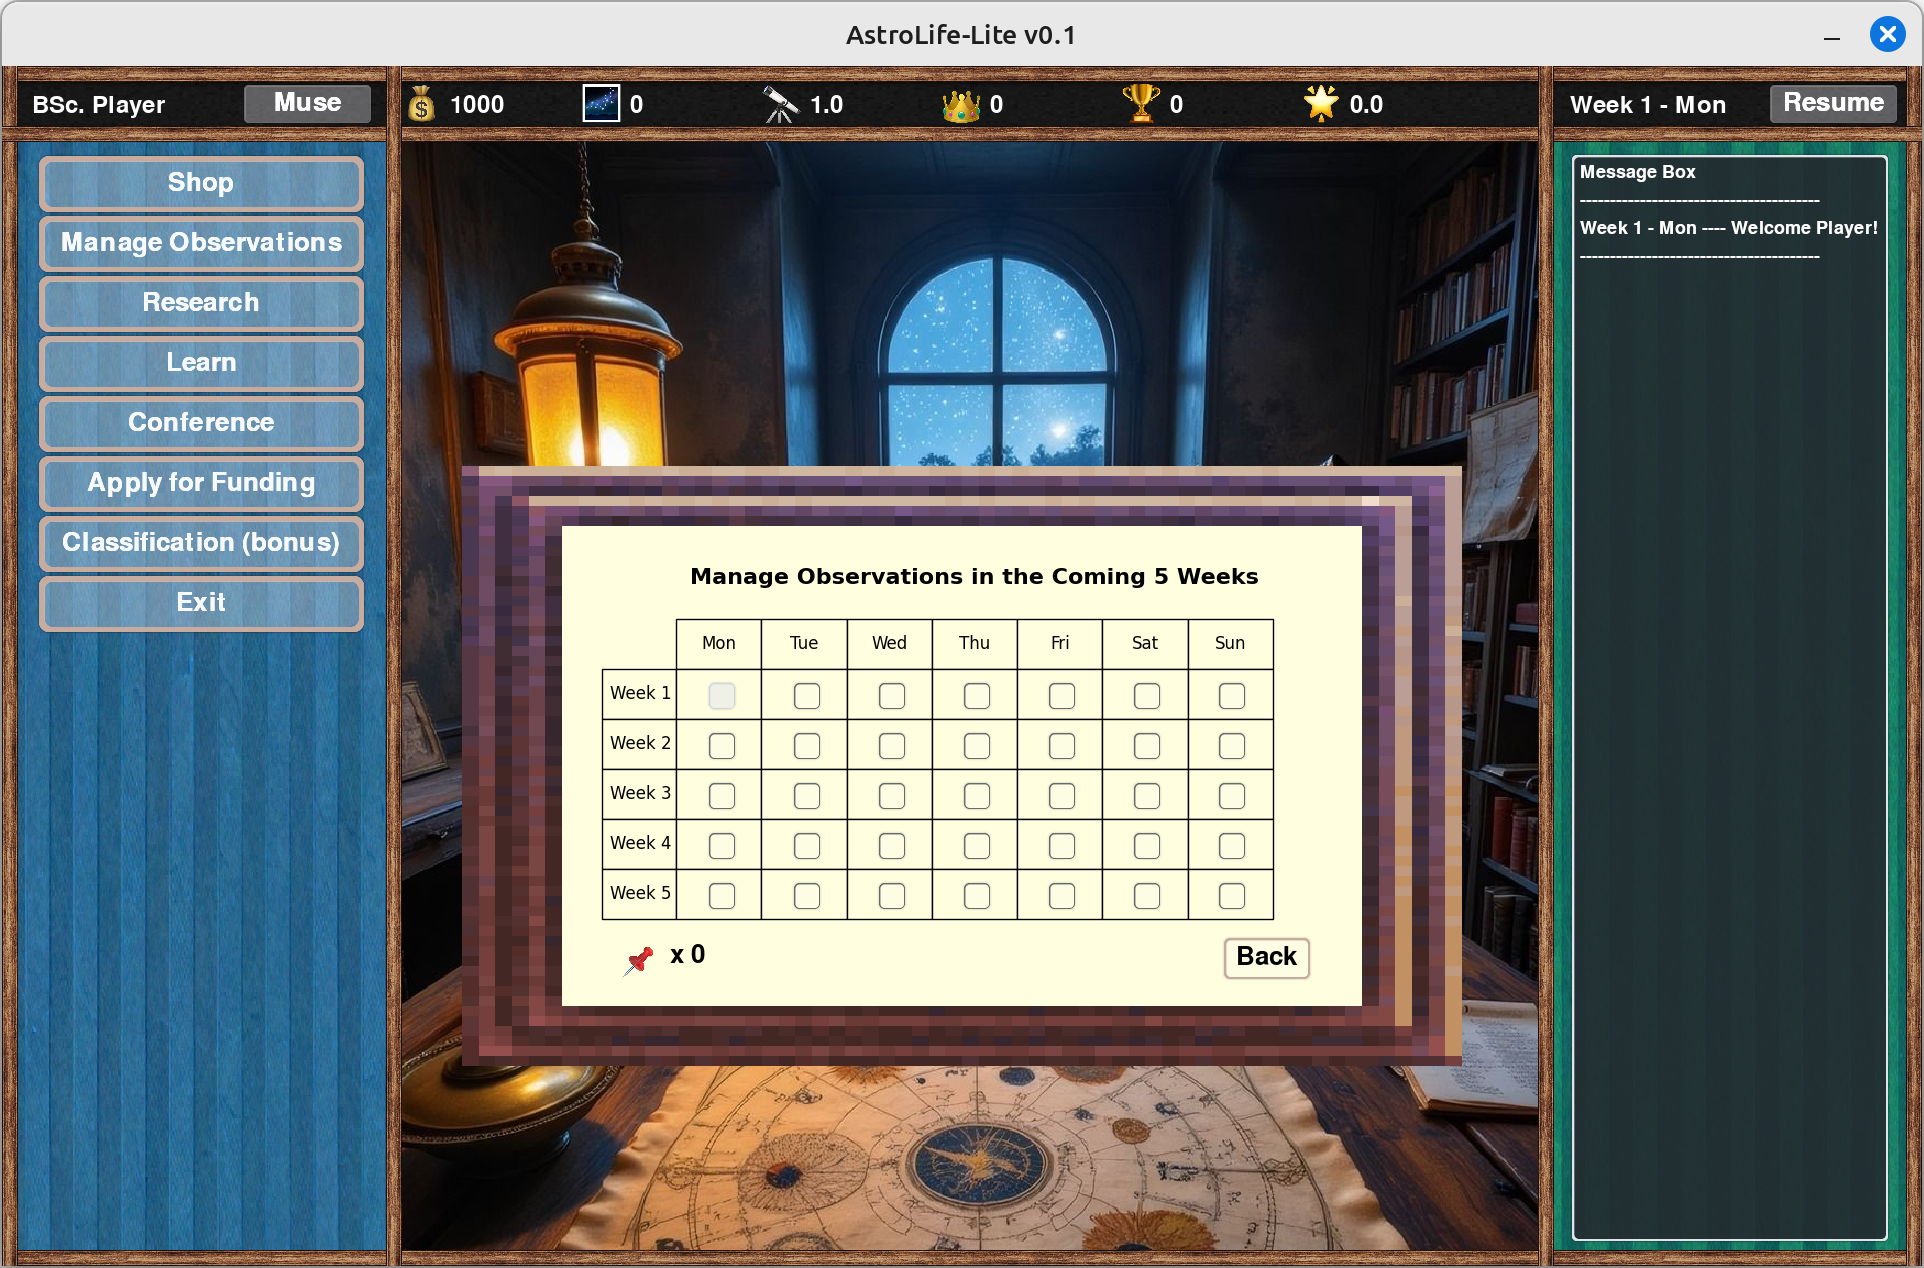 AstroLife-Lite v0.1
BSc. Player
Muse
1000
0
1.0
0
0
0.0
Week 1 - Mon
Resume
Shop
Manage Observations
Research
Learn
Conference
Apply for Funding
Classification (bonus)
Exit
Manage Observations in the Coming 5 Weeks
Mon Tue Wed Thu Fri Sat Sun
Week 1
Week 2
Week 3
Week 4
Week 5
x 0
Back
Message Box
----------------------------------------
Week 1 - Mon ---- Welcome Player!
----------------------------------------